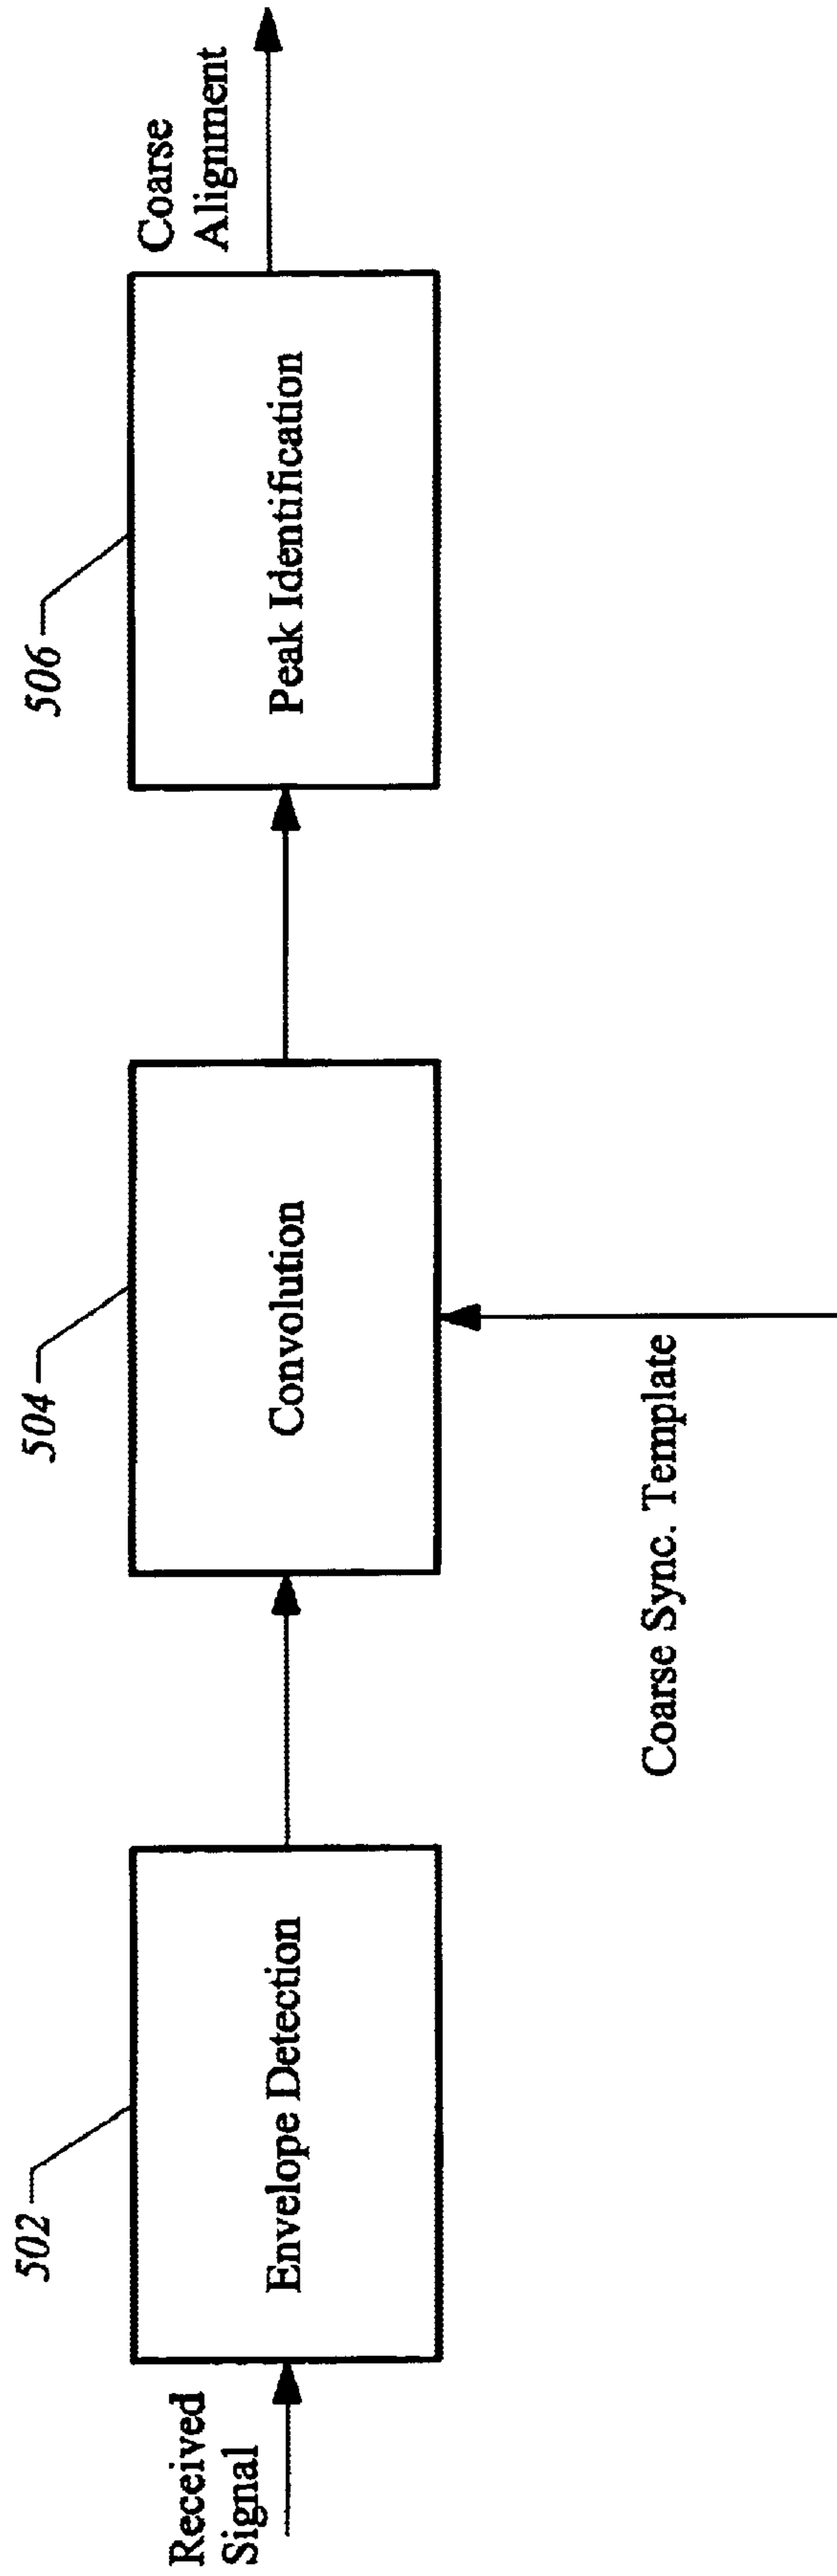 502
504
506
Received
Signal
Envelope Detection
Convolution
Peak Identification
Coarse
Alignment
Coarse Sync. Template